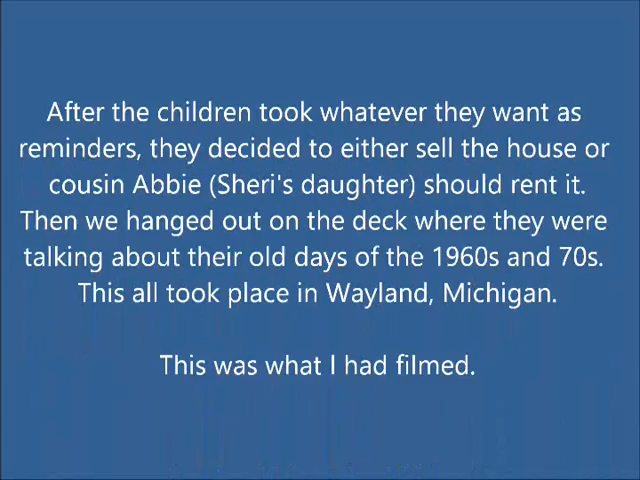 After the children took whatever they want as
reminders, they decided to either sell the house or
cousin Abbie (Sheri's daughter) should rent it.
Then we hanged out on the deck where they were
talking about their old days of the 1960s and 70s.
This all took place in Wayland, Michigan.
This was what I had filmed.